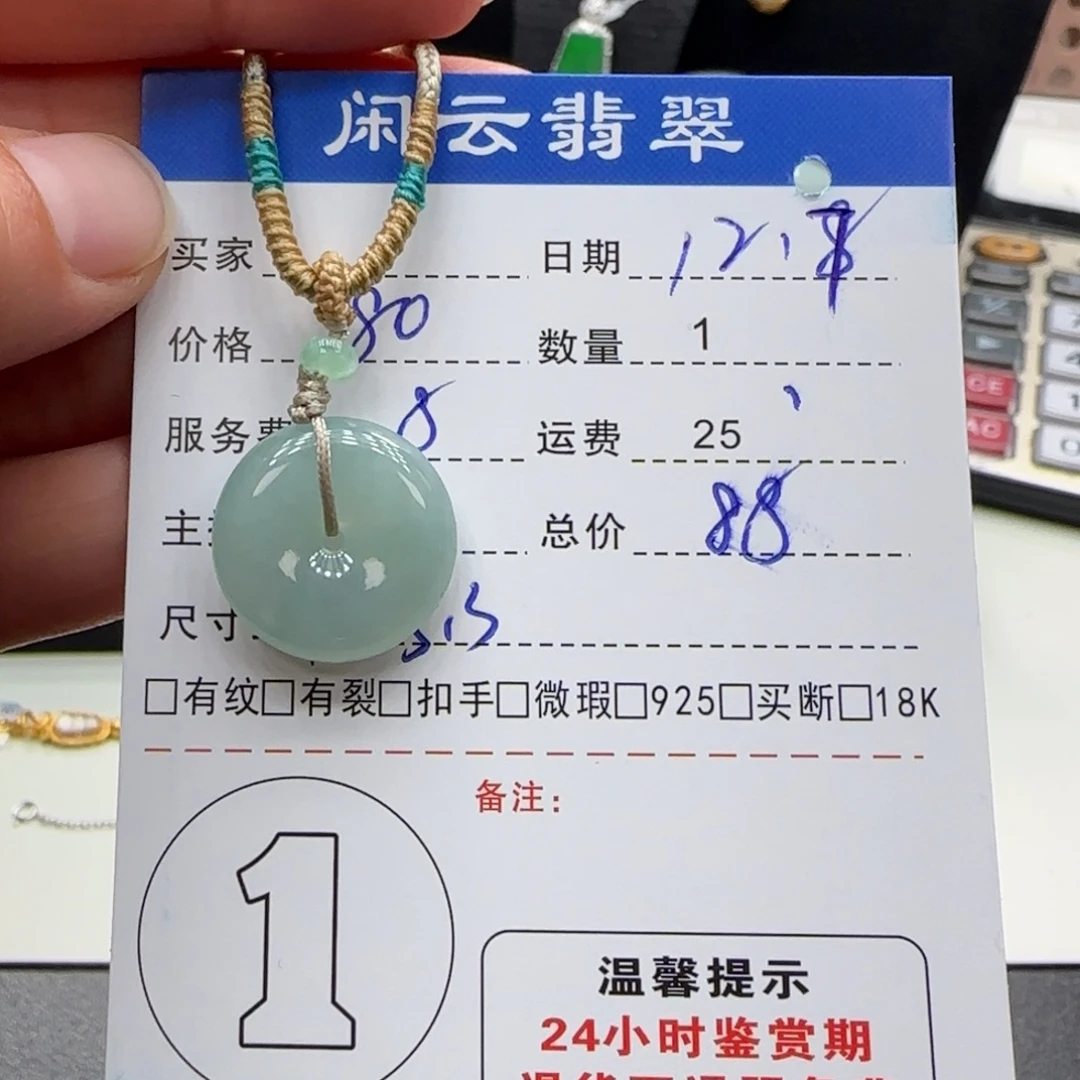 闲云翡翠
买家 日期 12.8
价格 80 数量 1
服务费 8 运费 25
主 总价 88
尺寸
□有纹□有裂□扣手□微瑕□925□买断□18K
备注:
1
温馨提示
24小时鉴赏期